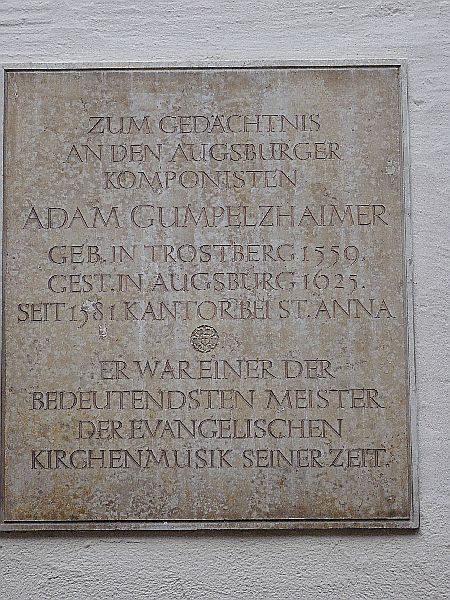 ZUM GEDÄCHTNIS
AN DEN AUGSBURGER
KOMPONISTEN
ADAM GUMPELZHAIMER
GEB. IN TROSTBERG 1559.
GEST. IN AUGSBURG 1625.
SEIT 1581 KANTOR BEI ST. ANNA
ER WAR EINER DER
BEDEUTENDSTEN MEISTER
DER EVANGELISCHEN
KIRCHENMUSIK SEINER ZEIT.